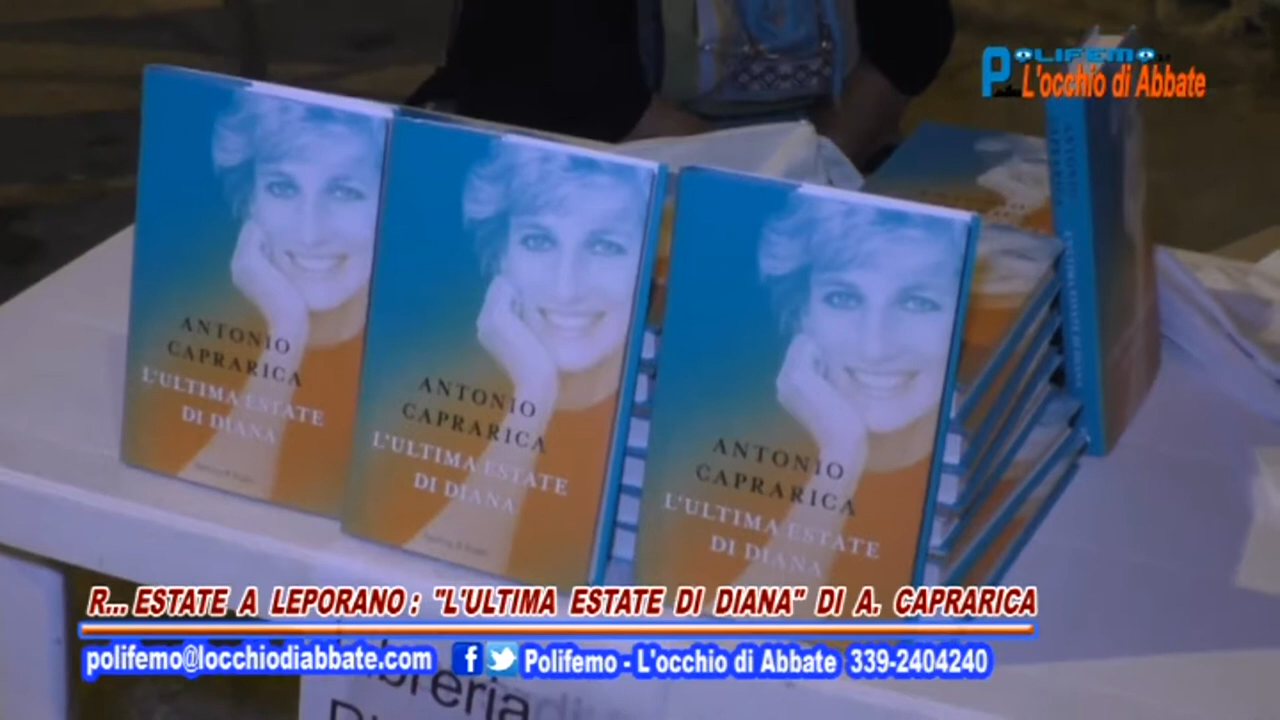 POLIFEMO
L'occhio di Abbate
ANTONIO
CAPRARICA
L'ULTIMA ESTATE
DI DIANA
ANTONIO
CAPRARICA
L'ULTIMA ESTATE
DI DIANA
ANTONIO
CAPRARICA
L'ULTIMA ESTATE
DI DIANA
R... ESTATE A LEPORANO : "L'ULTIMA ESTATE DI DIANA" DI A. CAPRARICA
polifemo@locchiodiabbate.com Polifemo - L'occhio di Abbate 339-2404240